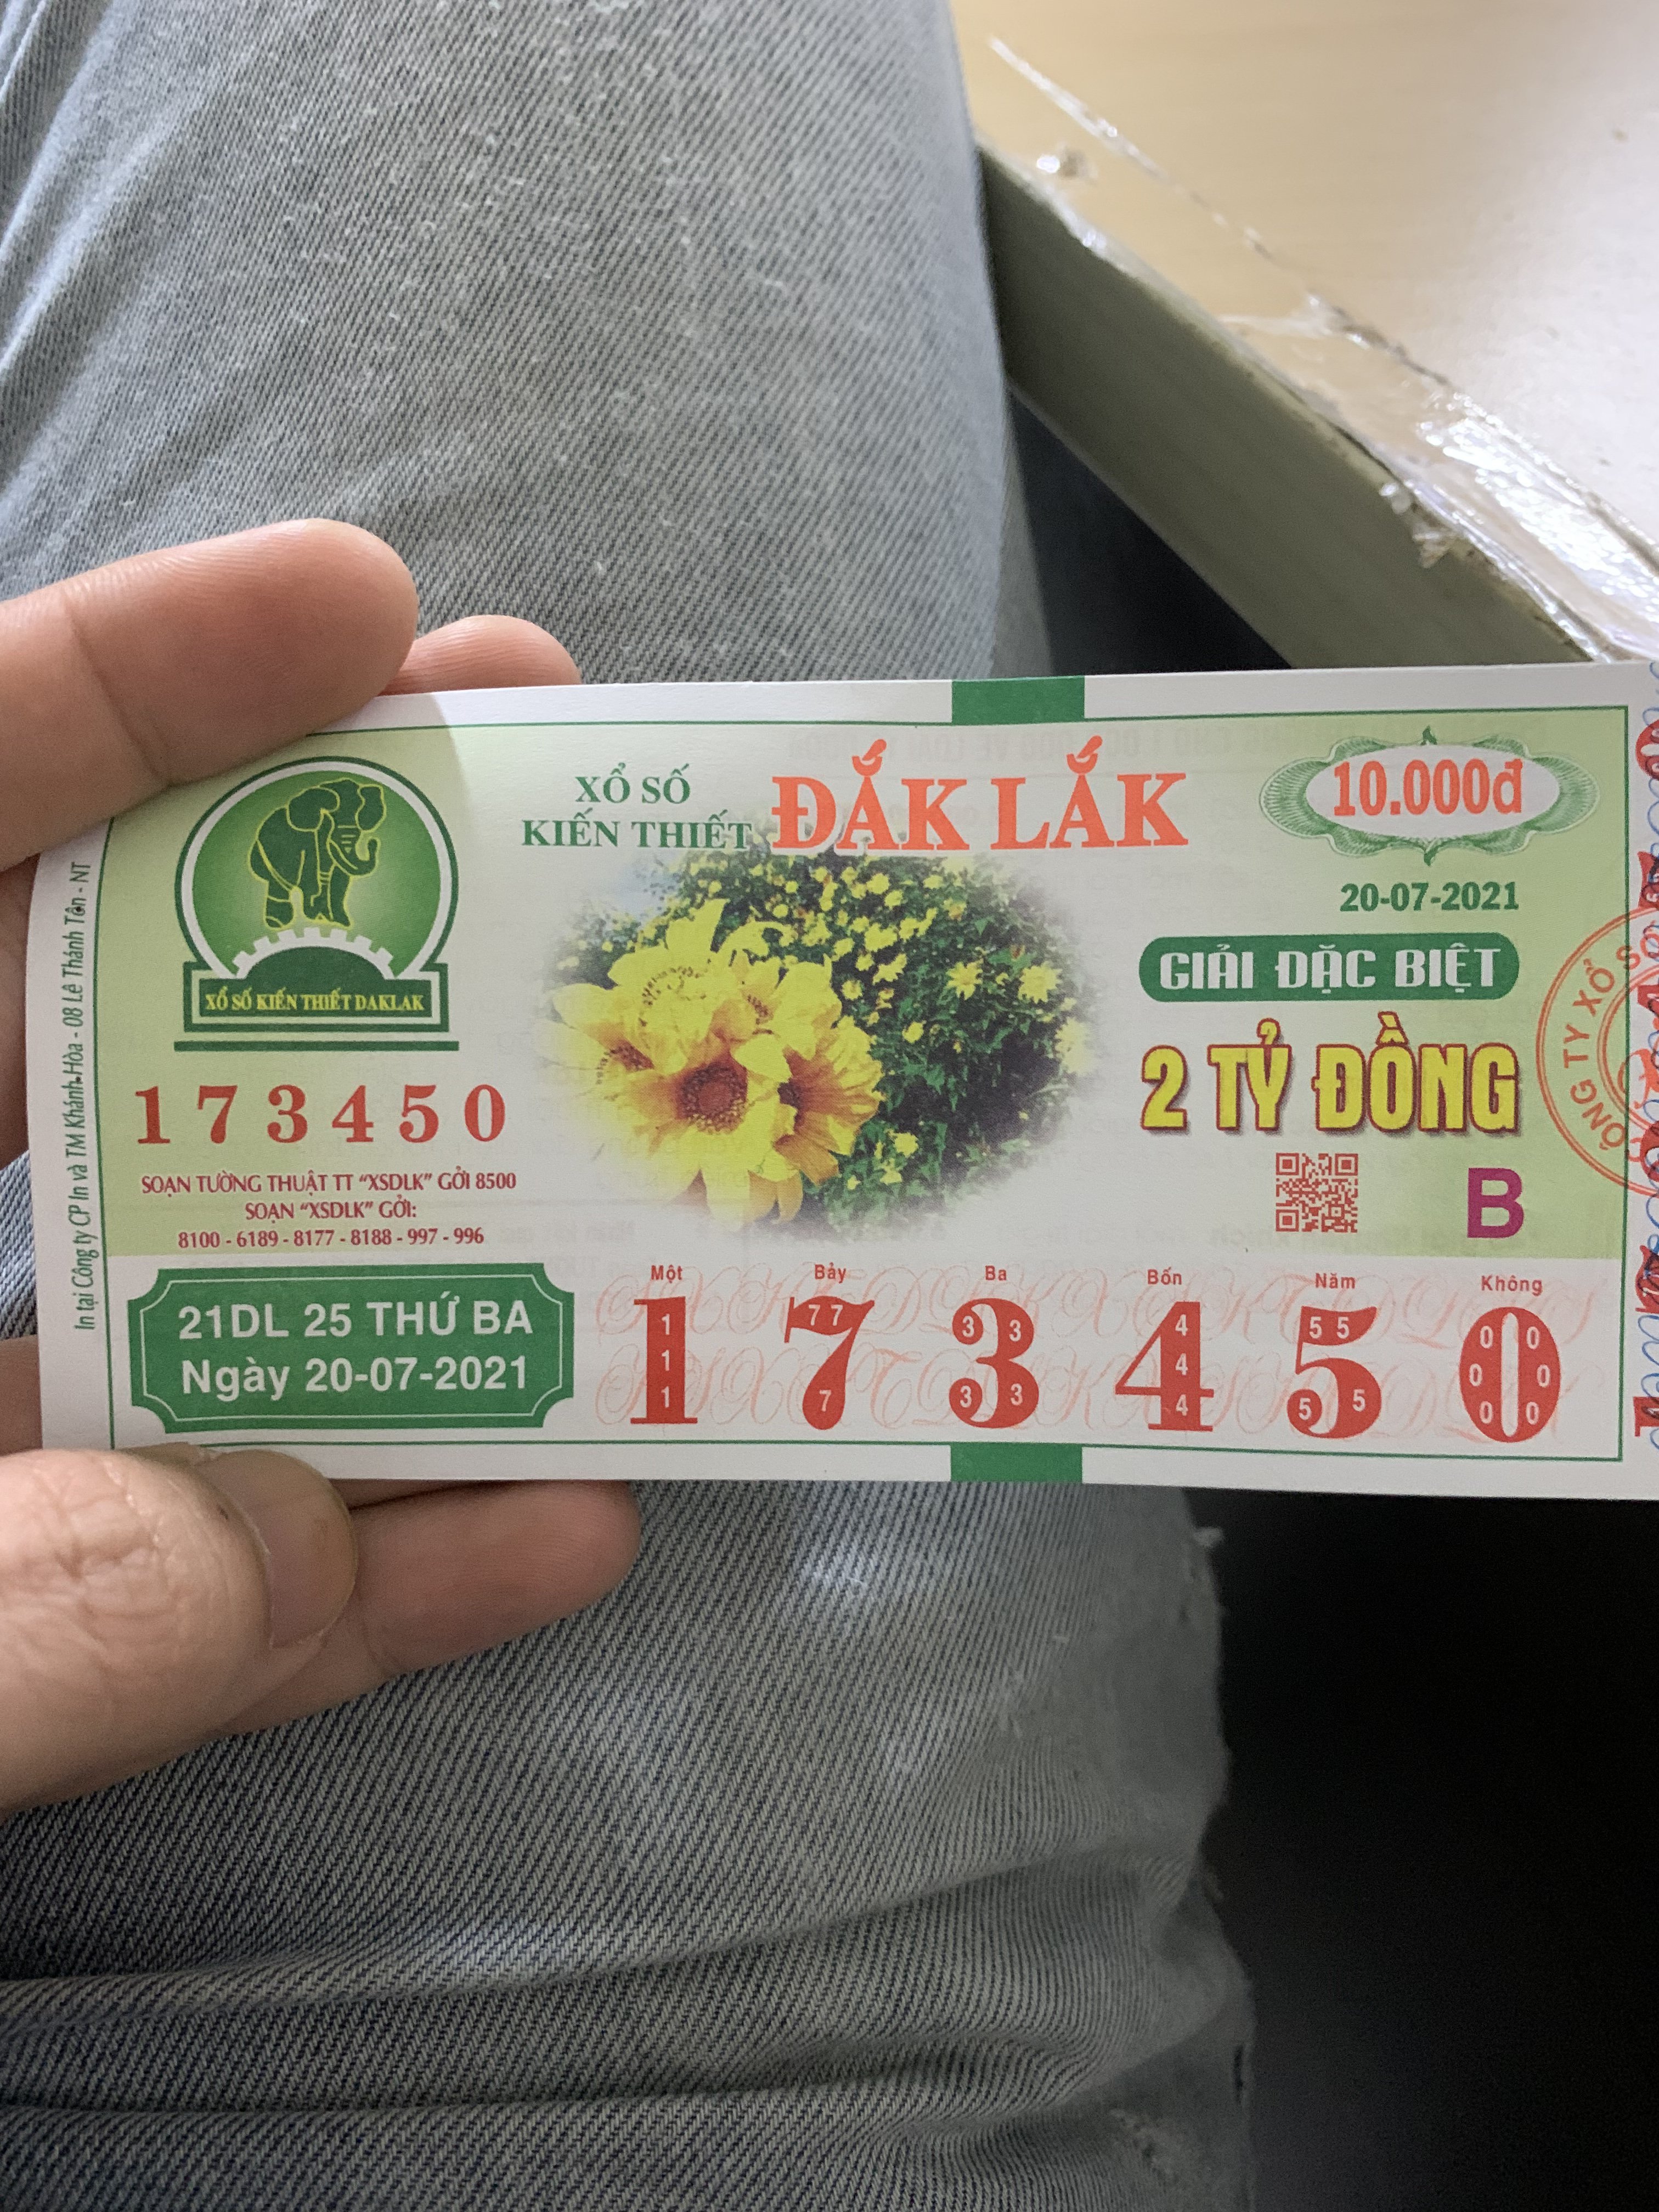 XỔ SỐ
KIẾN THIẾT ĐẮK LẮK
10.000đ
20-07-2021
GIẢI ĐẶC BIỆT
2 TỶ ĐỒNG
B
XỔ SỐ KIẾN THIẾT DAKLAK
173450
SOẠN TƯỜNG THUẬT TT “XSDLK” GỞI 8500
SOẠN “XSDLK” GỞI:
8100 - 6189 - 8177 - 8188 - 997 - 996
21DL 25 THỨ BA
Ngày 20-07-2021
Một Bảy Ba Bốn Năm Không
1 7 3 4 5 0
In tại Công ty CP In và TM Khánh Hòa - 08 Lê Thánh Tôn - NT
ÔNG TY XỔ S